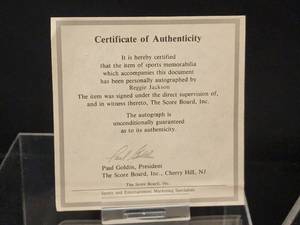 Certificate of Authenticity
It is hereby certified
that the item of sports memorabilia
which accompanies this document
has been personally autographed by
Reggie Jackson
The item was signed under the direct supervision of,
and in witness thereto, The Score Board, Inc.
The autograph is
unconditionally guaranteed
as to its authenticity.
Paul Goldin
Paul Goldin, President
The Score Board, Inc., Cherry Hill, NJ
The Score Board, Inc.
Sports and Entertainment Marketing Specialists